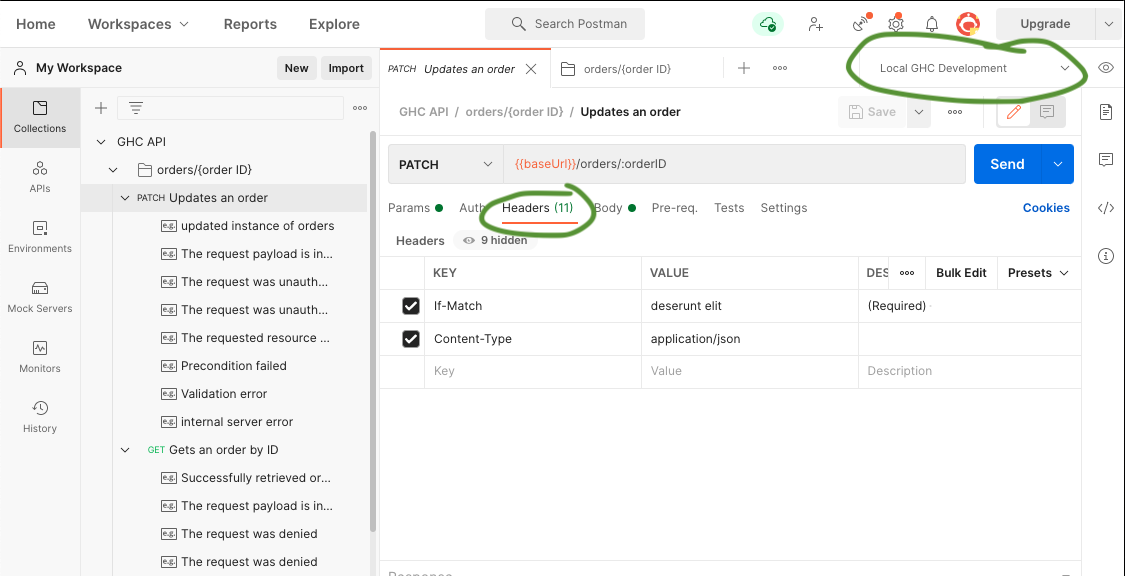 Home Workspaces Reports Explore Search Postman Upgrade
My Workspace New Import PATCH Updates an order orders/{order ID} Local GHC Development
Collections
APIs
Environments
Mock Servers
Monitors
History
GHC API
orders/{order ID}
PATCH Updates an order
e.g. updated instance of orders
e.g. The request payload is in...
e.g. The request was unauth...
e.g. The request was unauth...
e.g. The requested resource ...
e.g. Precondition failed
e.g. Validation error
e.g. internal server error
GET Gets an order by ID
e.g. Successfully retrieved or...
e.g. The request payload is in...
e.g. The request was denied
e.g. The request was denied
GHC API / orders/{order ID} / Updates an order Save
PATCH {{baseUrl}}/orders/:orderID Send
Params Auth Headers (11) Body Pre-req. Tests Settings Cookies
Headers 9 hidden
KEY VALUE DES Bulk Edit Presets
If-Match deserunt elit (Required)
Content-Type application/json
Key Value Description
Response